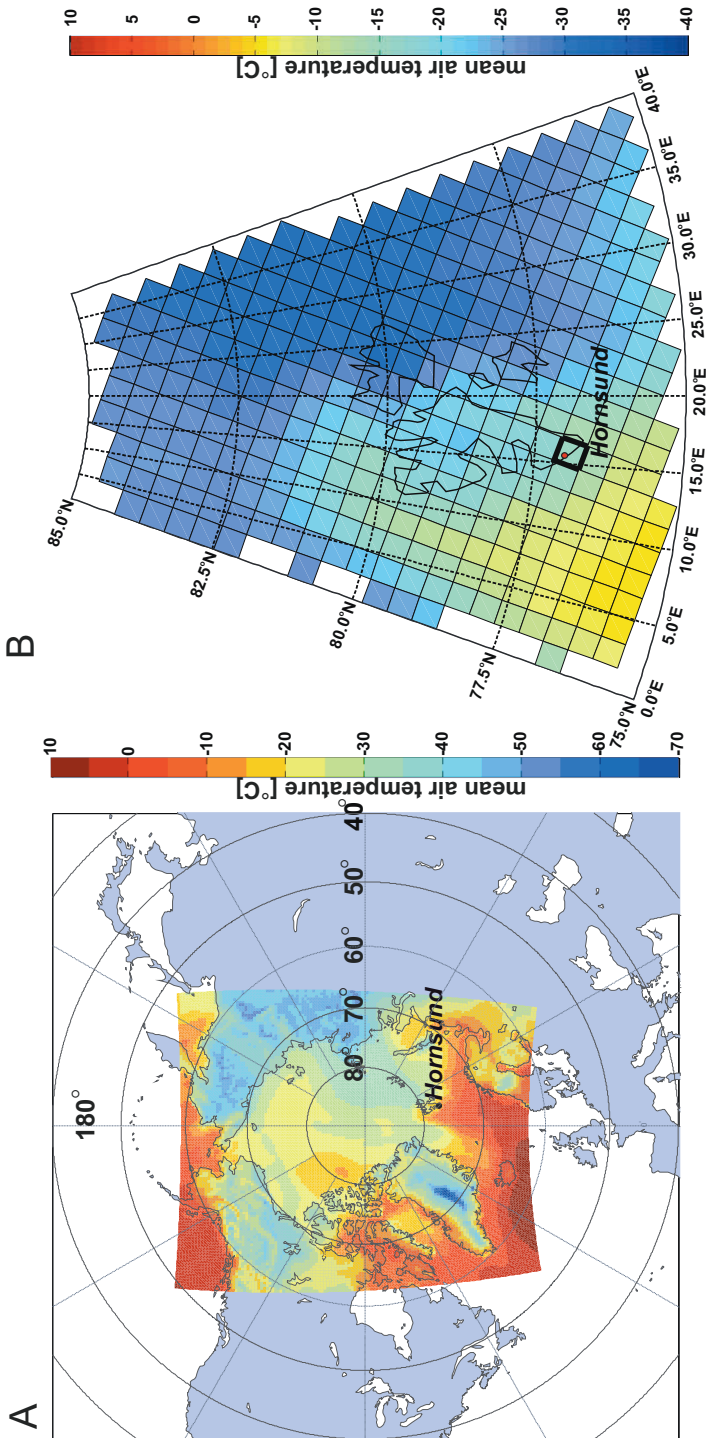 A
180°
80°
70°
60°
50°
40°
Hornsund
10
0
-10
-20
-30
-40
-50
-60
-70
mean air temperature [°C]
B
85.0°N
82.5°N
80.0°N
77.5°N
75.0°N
0.0°E
5.0°E
10.0°E
15.0°E
20.0°E
25.0°E
30.0°E
35.0°E
40.0°E
Hornsund
10
5
0
-5
-10
-15
-20
-25
-30
-35
-40
mean air temperature [°C]